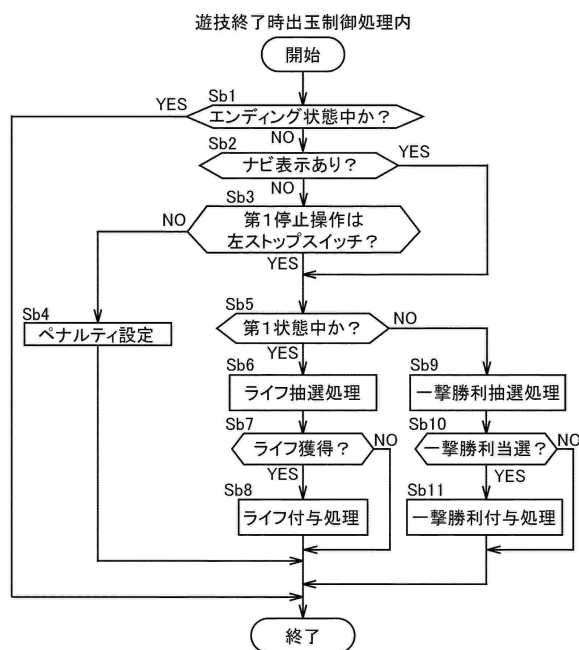 遊技終了時出玉制御処理内
開始
Sb1
YES
エンディング状態中か？
NO
Sb2
YES
ナビ表示あり？
NO
Sb3
NO
第１停止操作は
左ストップスイッチ？
YES
Sb4
ペナルティ設定
Sb5
第１状態中か？
NO
YES
Sb6
ライフ抽選処理
Sb9
一撃勝利抽選処理
Sb7
ライフ獲得？
NO
YES
Sb10
一撃勝利当選？
NO
YES
Sb8
ライフ付与処理
Sb11
一撃勝利付与処理
終了